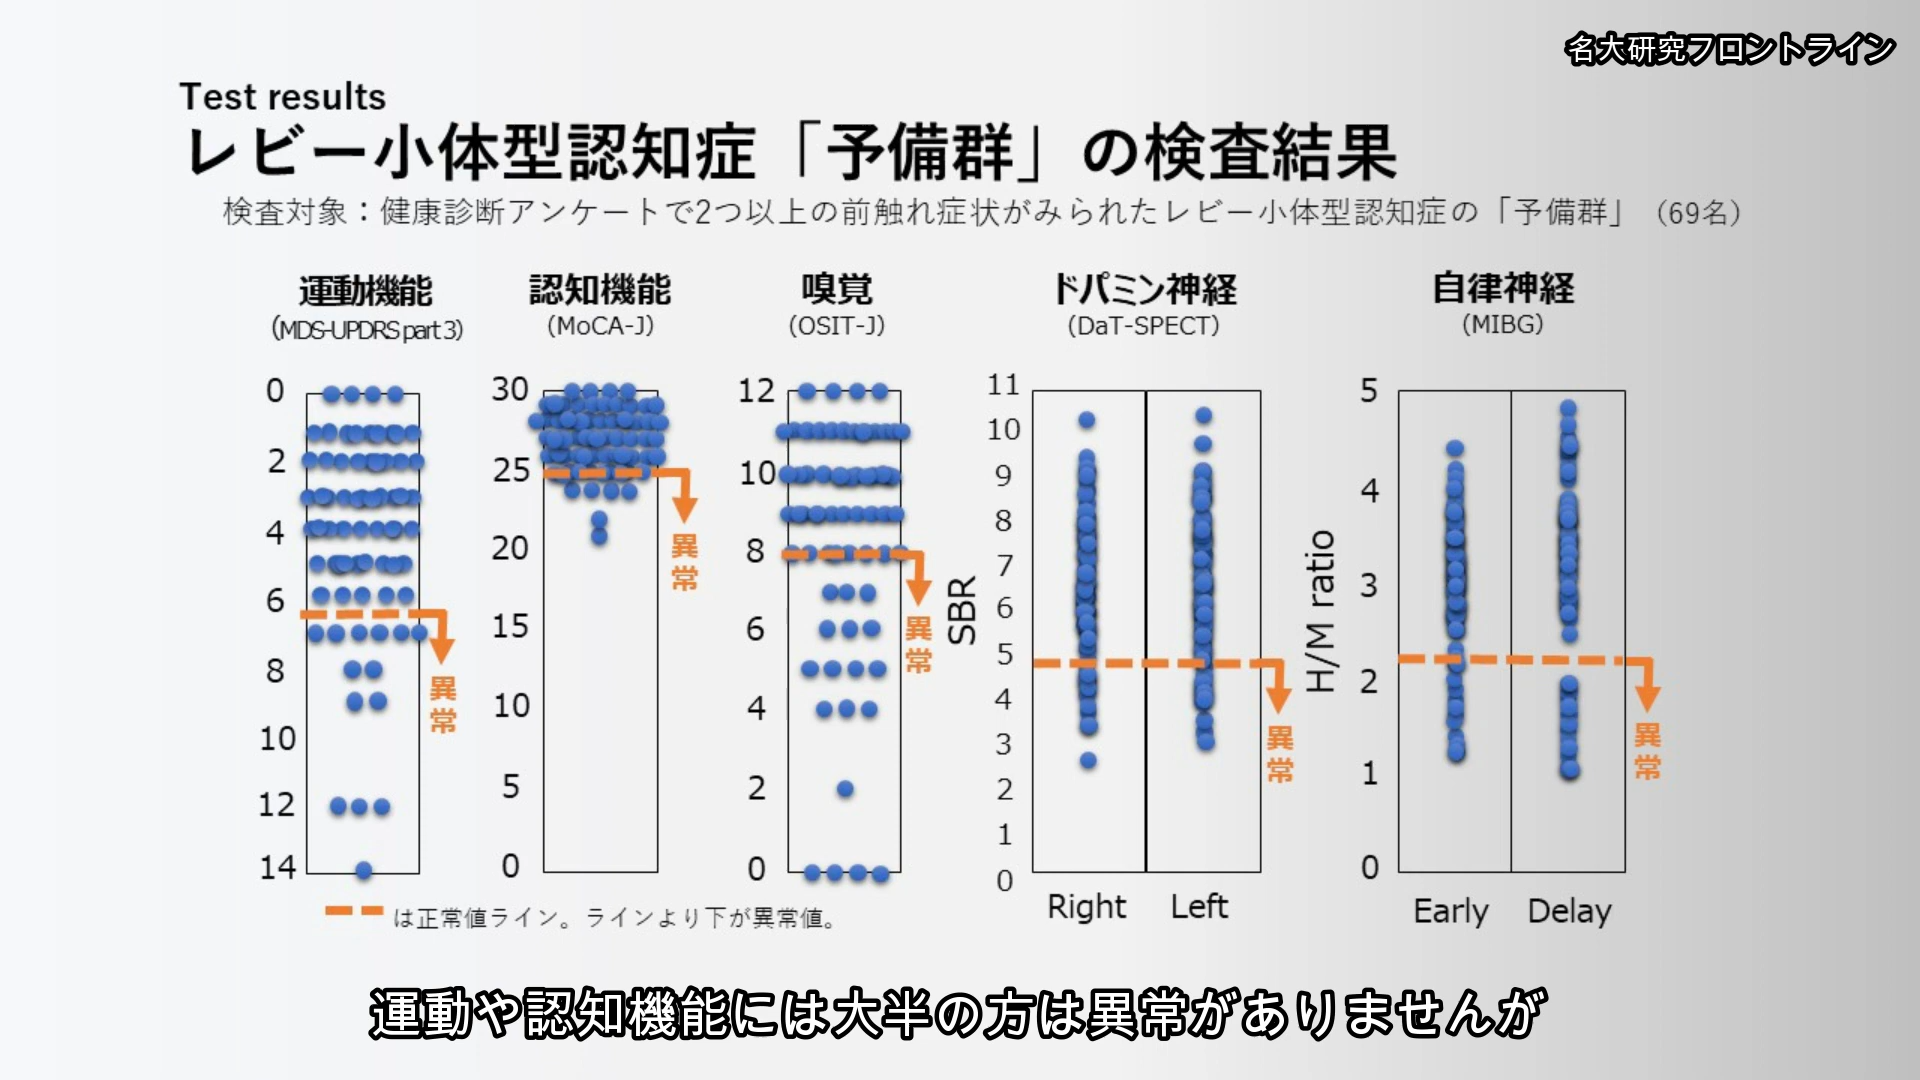 名大研究フロントライン
Test results
レビー小体型認知症「予備群」の検査結果
検査対象：健康診断アンケートで2つ以上の前触れ症状がみられたレビー小体型認知症の「予備群」（69名）
運動機能
（MDS-UPDRS part 3）
0
2
4
6
8
10
12
14
異常
認知機能
（MoCA-J）
30
25
20
15
10
5
0
異常
嗅覚
（OSIT-J）
12
10
8
6
4
2
0
異常
ドパミン神経
（DaT-SPECT）
SBR
11
10
9
8
7
6
5
4
3
2
1
0
Right Left
異常
自律神経
（MIBG）
H/M ratio
5
4
3
2
1
0
Early Delay
異常
は正常値ライン。ラインより下が異常値。
運動や認知機能には大半の方は異常がありませんが